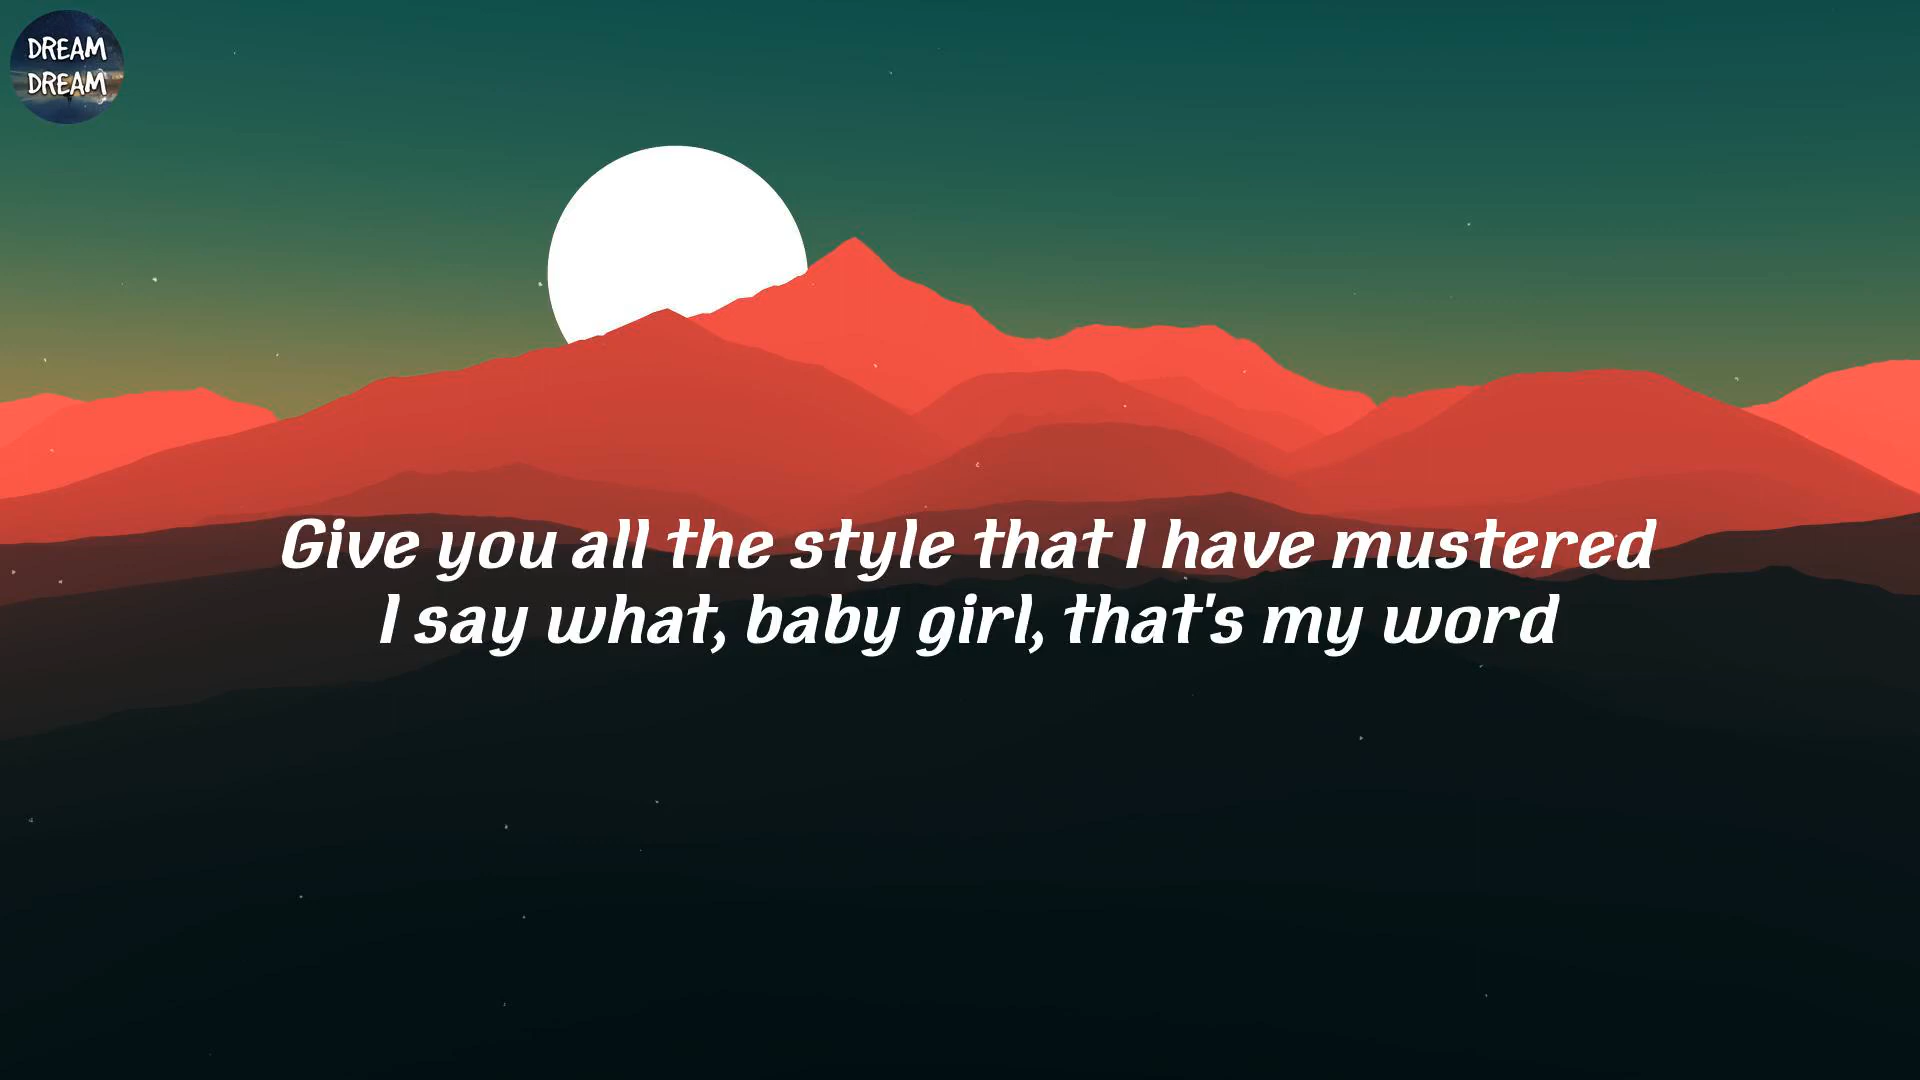 DREAM
DREAM
Give you all the style that I have mustered
I say what, baby girl, that's my word